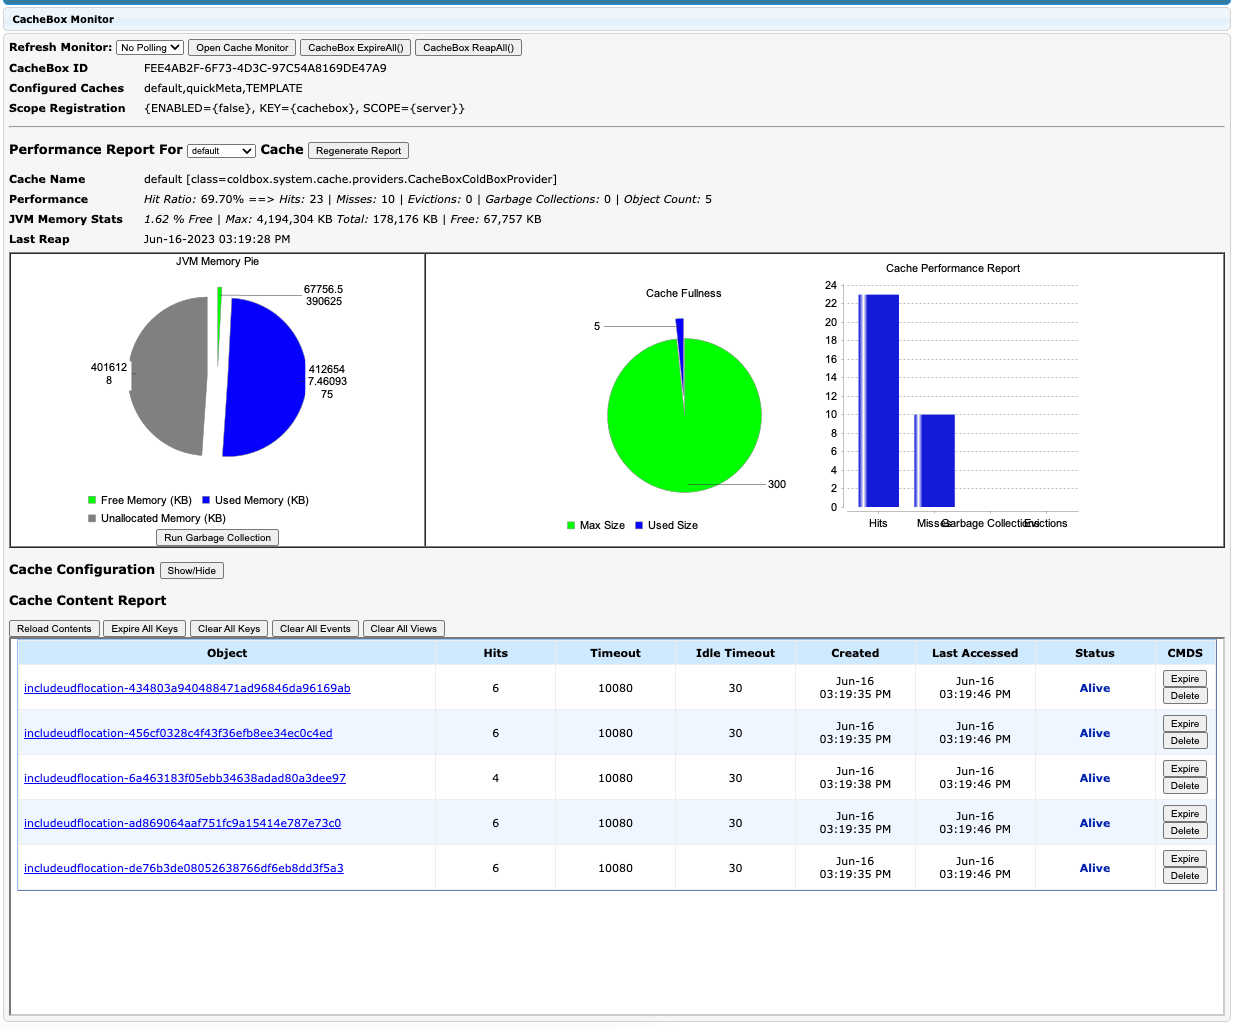 CacheBox Monitor
Refresh Monitor: No Polling Open Cache Monitor CacheBox ExpireAll() CacheBox ReapAll()
CacheBox ID FEE4AB2F-6F73-4D3C-97C54A8169DE47A9
Configured Caches default,quickMeta,TEMPLATE
Scope Registration {ENABLED={false}, KEY={cachebox}, SCOPE={server}}
Performance Report For default Cache Regenerate Report
Cache Name default [class=coldbox.system.cache.providers.CacheBoxColdBoxProvider]
Performance Hit Ratio: 69.70% ==> Hits: 23 | Misses: 10 | Evictions: 0 | Garbage Collections: 0 | Object Count: 5
JVM Memory Stats 1.62 % Free | Max: 4,194,304 KB Total: 178,176 KB | Free: 67,757 KB
Last Reap Jun-16-2023 03:19:28 PM
JVM Memory Pie
67756.5
390625
401612
8
412654
7.46093
75
Free Memory (KB) Used Memory (KB)
Unallocated Memory (KB)
Run Garbage Collection
Cache Fullness
5
300
Max Size Used Size
Cache Performance Report
24
22
20
18
16
14
12
10
8
6
4
2
0
Hits Misses Garbage Collections Evictions
Cache Configuration Show/Hide
Cache Content Report
Reload Contents Expire All Keys Clear All Keys Clear All Events Clear All Views
Object Hits Timeout Idle Timeout Created Last Accessed Status CMDS
includeudflocation-434803a940488471ad96846da96169ab 6 10080 30 Jun-16 03:19:35 PM Jun-16 03:19:46 PM Alive Expire Delete
includeudflocation-456cf0328c4f43f36efb8ee34ec0c4ed 6 10080 30 Jun-16 03:19:35 PM Jun-16 03:19:46 PM Alive Expire Delete
includeudflocation-6a463183f05ebb34638adad80a3dee97 4 10080 30 Jun-16 03:19:38 PM Jun-16 03:19:46 PM Alive Expire Delete
includeudflocation-ad869064aaf751fc9a15414e787e73c0 6 10080 30 Jun-16 03:19:35 PM Jun-16 03:19:46 PM Alive Expire Delete
includeudflocation-de76b3de08052638766df6eb8dd3f5a3 6 10080 30 Jun-16 03:19:35 PM Jun-16 03:19:46 PM Alive Expire Delete